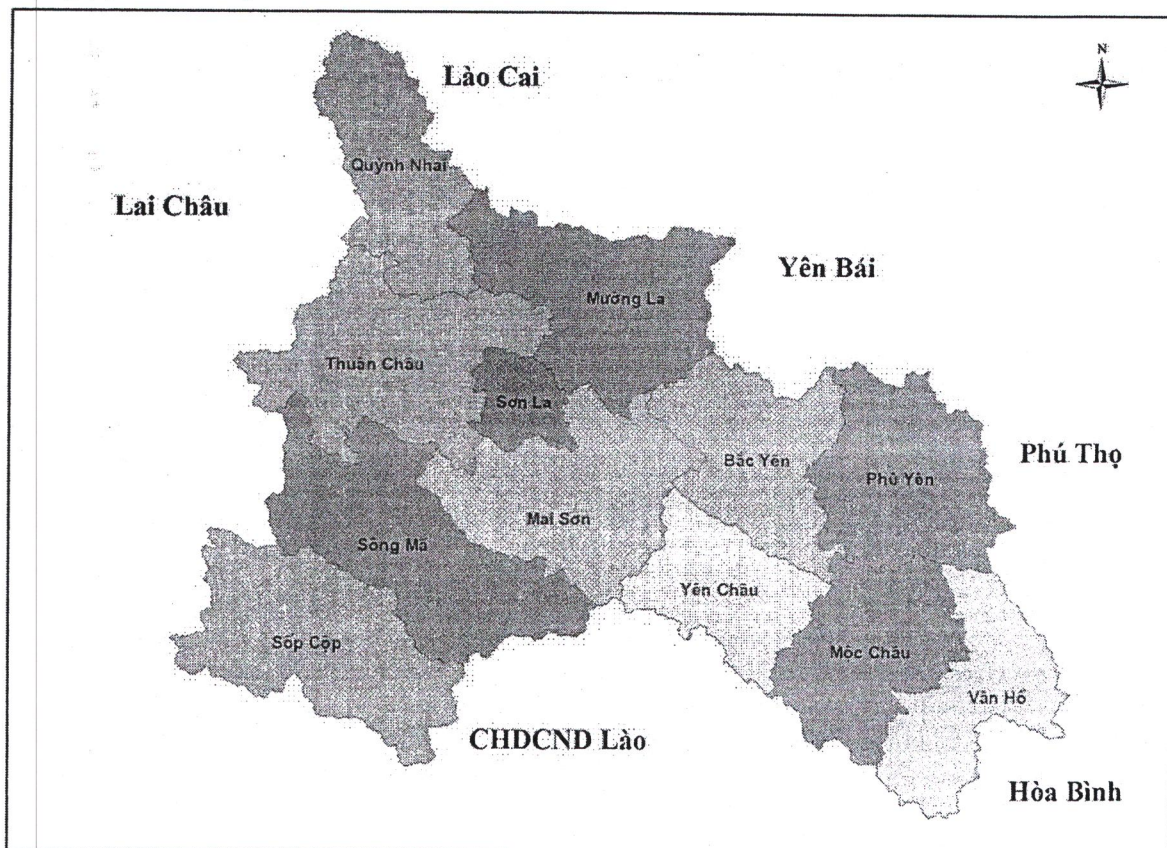 N
Lào Cai
Quỳnh Nhai
Lai Châu
Yên Bái
Mường La
Thuận Châu
Sơn La
Phú Thọ
Bắc Yên
Phù Yên
Mai Sơn
Sông Mã
Yên Châu
Sốp Cộp
Mộc Châu
Vân Hồ
CHDCND Lào
Hòa Bình